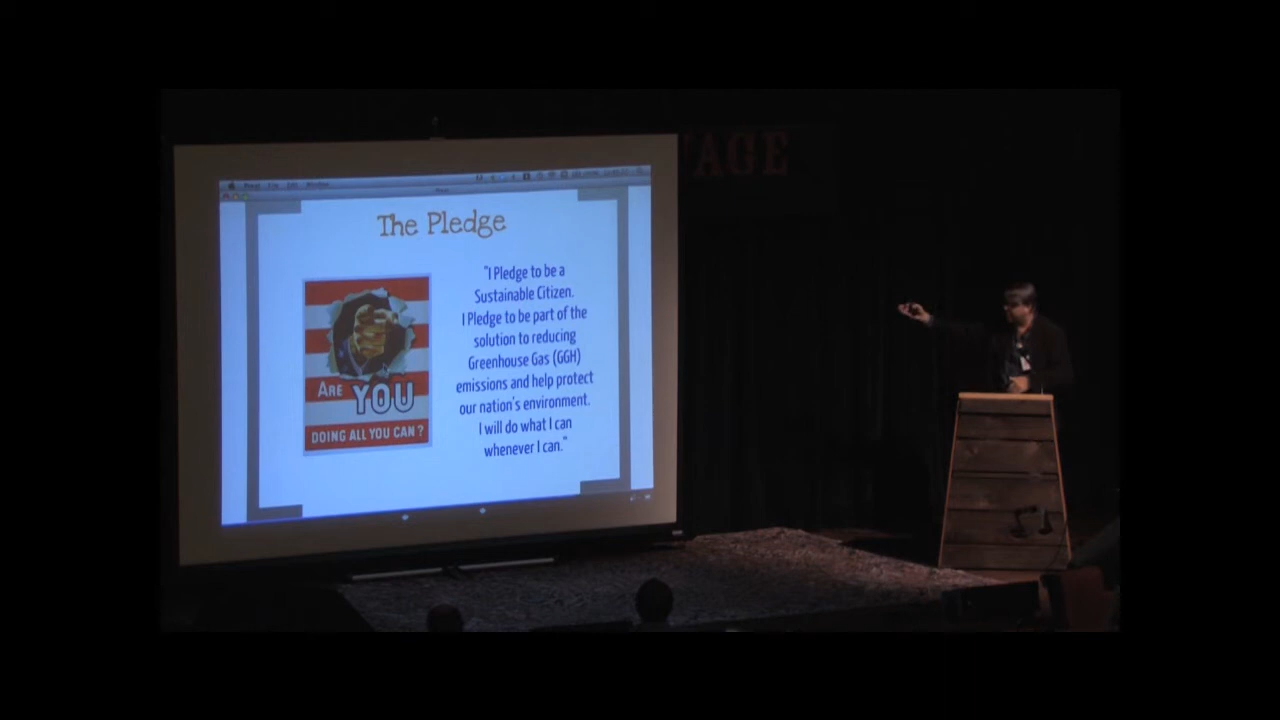 TAGE
The Pledge
"I Pledge to be a
Sustainable Citizen.
I Pledge to be part of the
solution to reducing
Greenhouse Gas (GGH)
emissions and help protect
our nation's environment.
I will do what I can
whenever I can."
ARE YOU
DOING ALL YOU CAN?